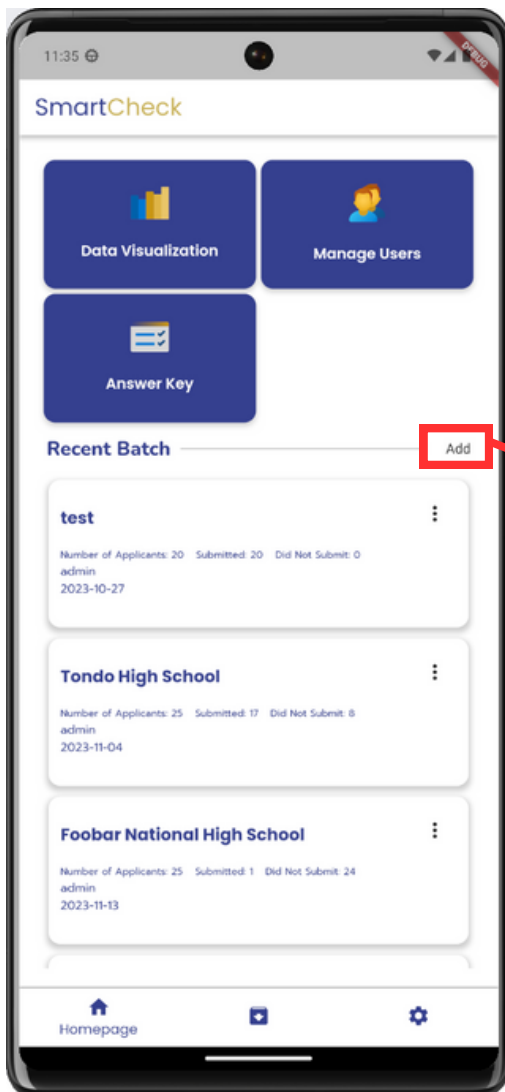 11:35
DEBUG
SmartCheck
Data Visualization
Manage Users
Answer Key
Recent Batch
Add
test
Number of Applicants: 20 Submitted: 20 Did Not Submit: 0
admin
2023-10-27
Tondo High School
Number of Applicants: 25 Submitted: 17 Did Not Submit: 8
admin
2023-11-04
Foobar National High School
Number of Applicants: 25 Submitted: 1 Did Not Submit: 24
admin
2023-11-13
Homepage